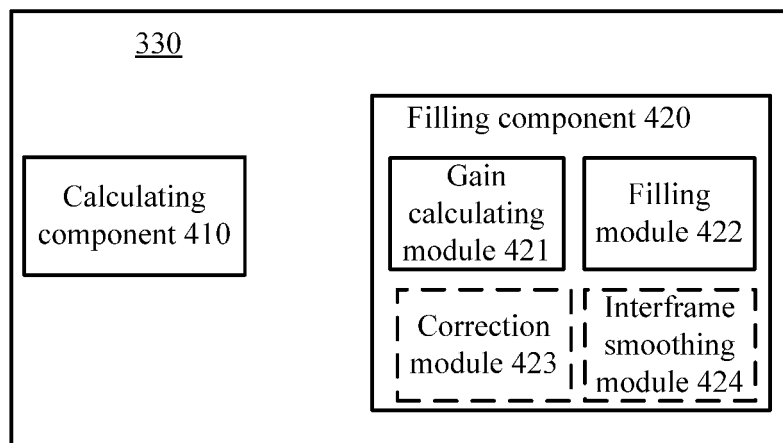 330
Calculating
component 410
Filling component 420
Gain
calculating
module 421
Filling
module 422
Correction
module 423
Interframe
smoothing
module 424